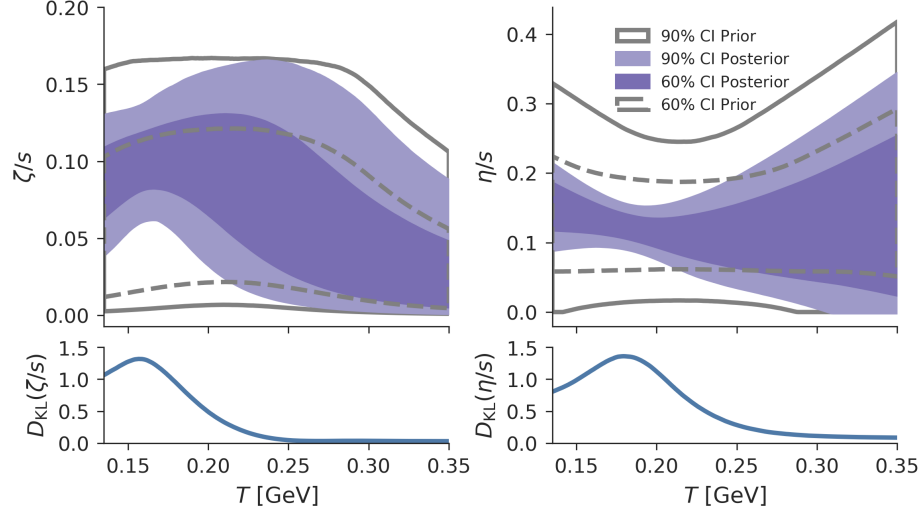 0.20
0.15
0.10
0.05
0.00
ζ/s
0.4
0.3
0.2
0.1
0.0
η/s
90% CI Prior
90% CI Posterior
60% CI Posterior
60% CI Prior
1.5
1.0
0.5
0.0
D_KL(ζ/s)
0.15 0.20 0.25 0.30 0.35
T [GeV]
1.5
1.0
0.5
0.0
D_KL(η/s)
0.15 0.20 0.25 0.30 0.35
T [GeV]